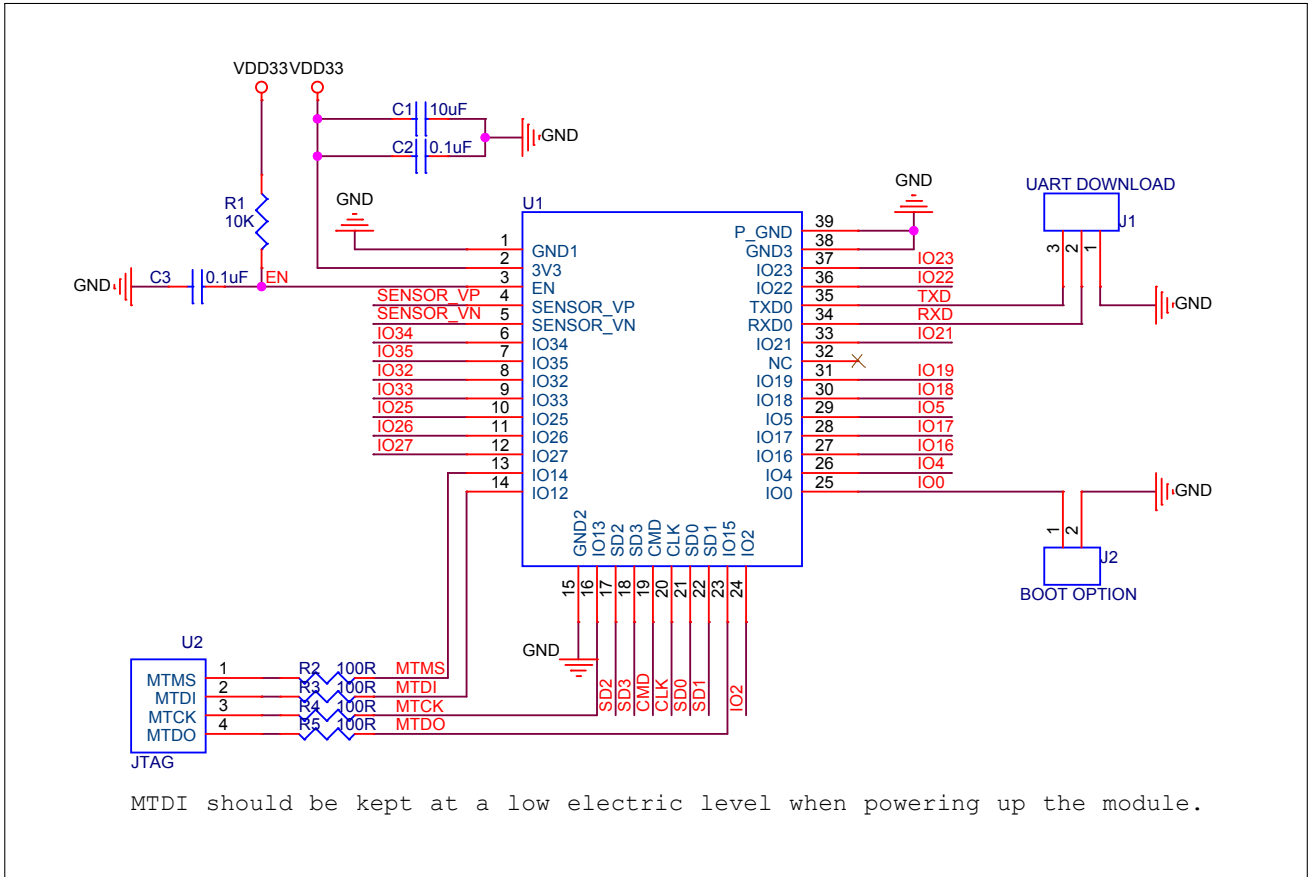 VDD33 VDD33
C1 10uF
C2 0.1uF
GND
R1
10K
GND
GND
C3 0.1uF
EN
U1
1 GND1
2 3V3
3 EN
SENSOR_VP 4 SENSOR_VP
SENSOR_VN 5 SENSOR_VN
IO34 6 IO34
IO35 7 IO35
IO32 8 IO32
IO33 9 IO33
IO25 10 IO25
IO26 11 IO26
IO27 12 IO27
13 IO14
14 IO12
GND
P_GND 39
GND3 38
IO23 37 IO23
IO22 36 IO22
TXD0 35 TXD
RXD0 34 RXD
IO21 33 IO21
NC 32
IO19 31 IO19
IO18 30 IO18
IO5 29 IO5
IO17 28 IO17
IO16 27 IO16
IO4 26 IO4
IO0 25 IO0
UART DOWNLOAD
J1
3 2 1
GND
GND
1 2
J2
BOOT OPTION
GND2 IO13 SD2 SD3 CMD CLK SD0 SD1 IO15 IO2
15 16 17 18 19 20 21 22 23 24
GND
SD2 SD3 CMD CLK SD0 SD1 IO2
U2
MTMS 1 R2 100R MTMS
MTDI 2 R3 100R MTDI
MTCK 3 R4 100R MTCK
MTDO 4 R5 100R MTDO
JTAG
MTDI should be kept at a low electric level when powering up the module.